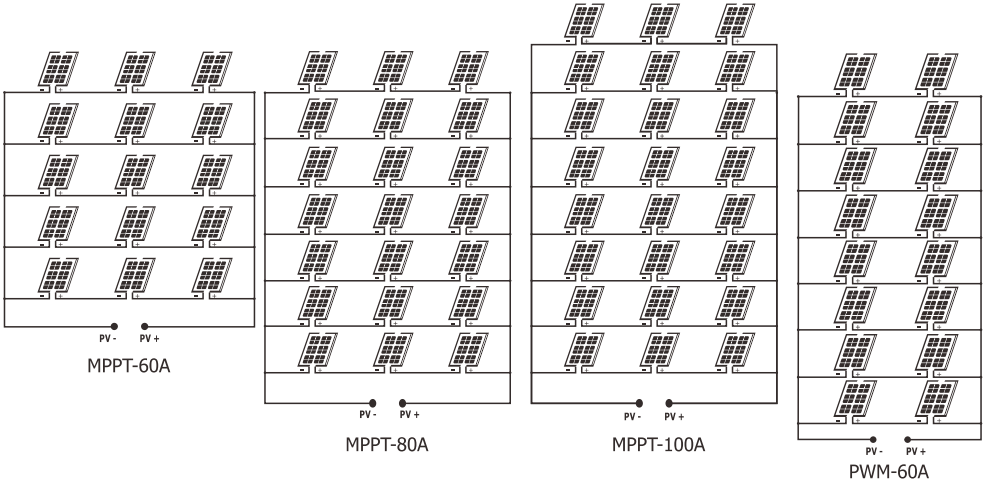 PV - PV +
MPPT-60A
PV - PV +
MPPT-80A
PV - PV +
MPPT-100A
PV - PV +
PWM-60A